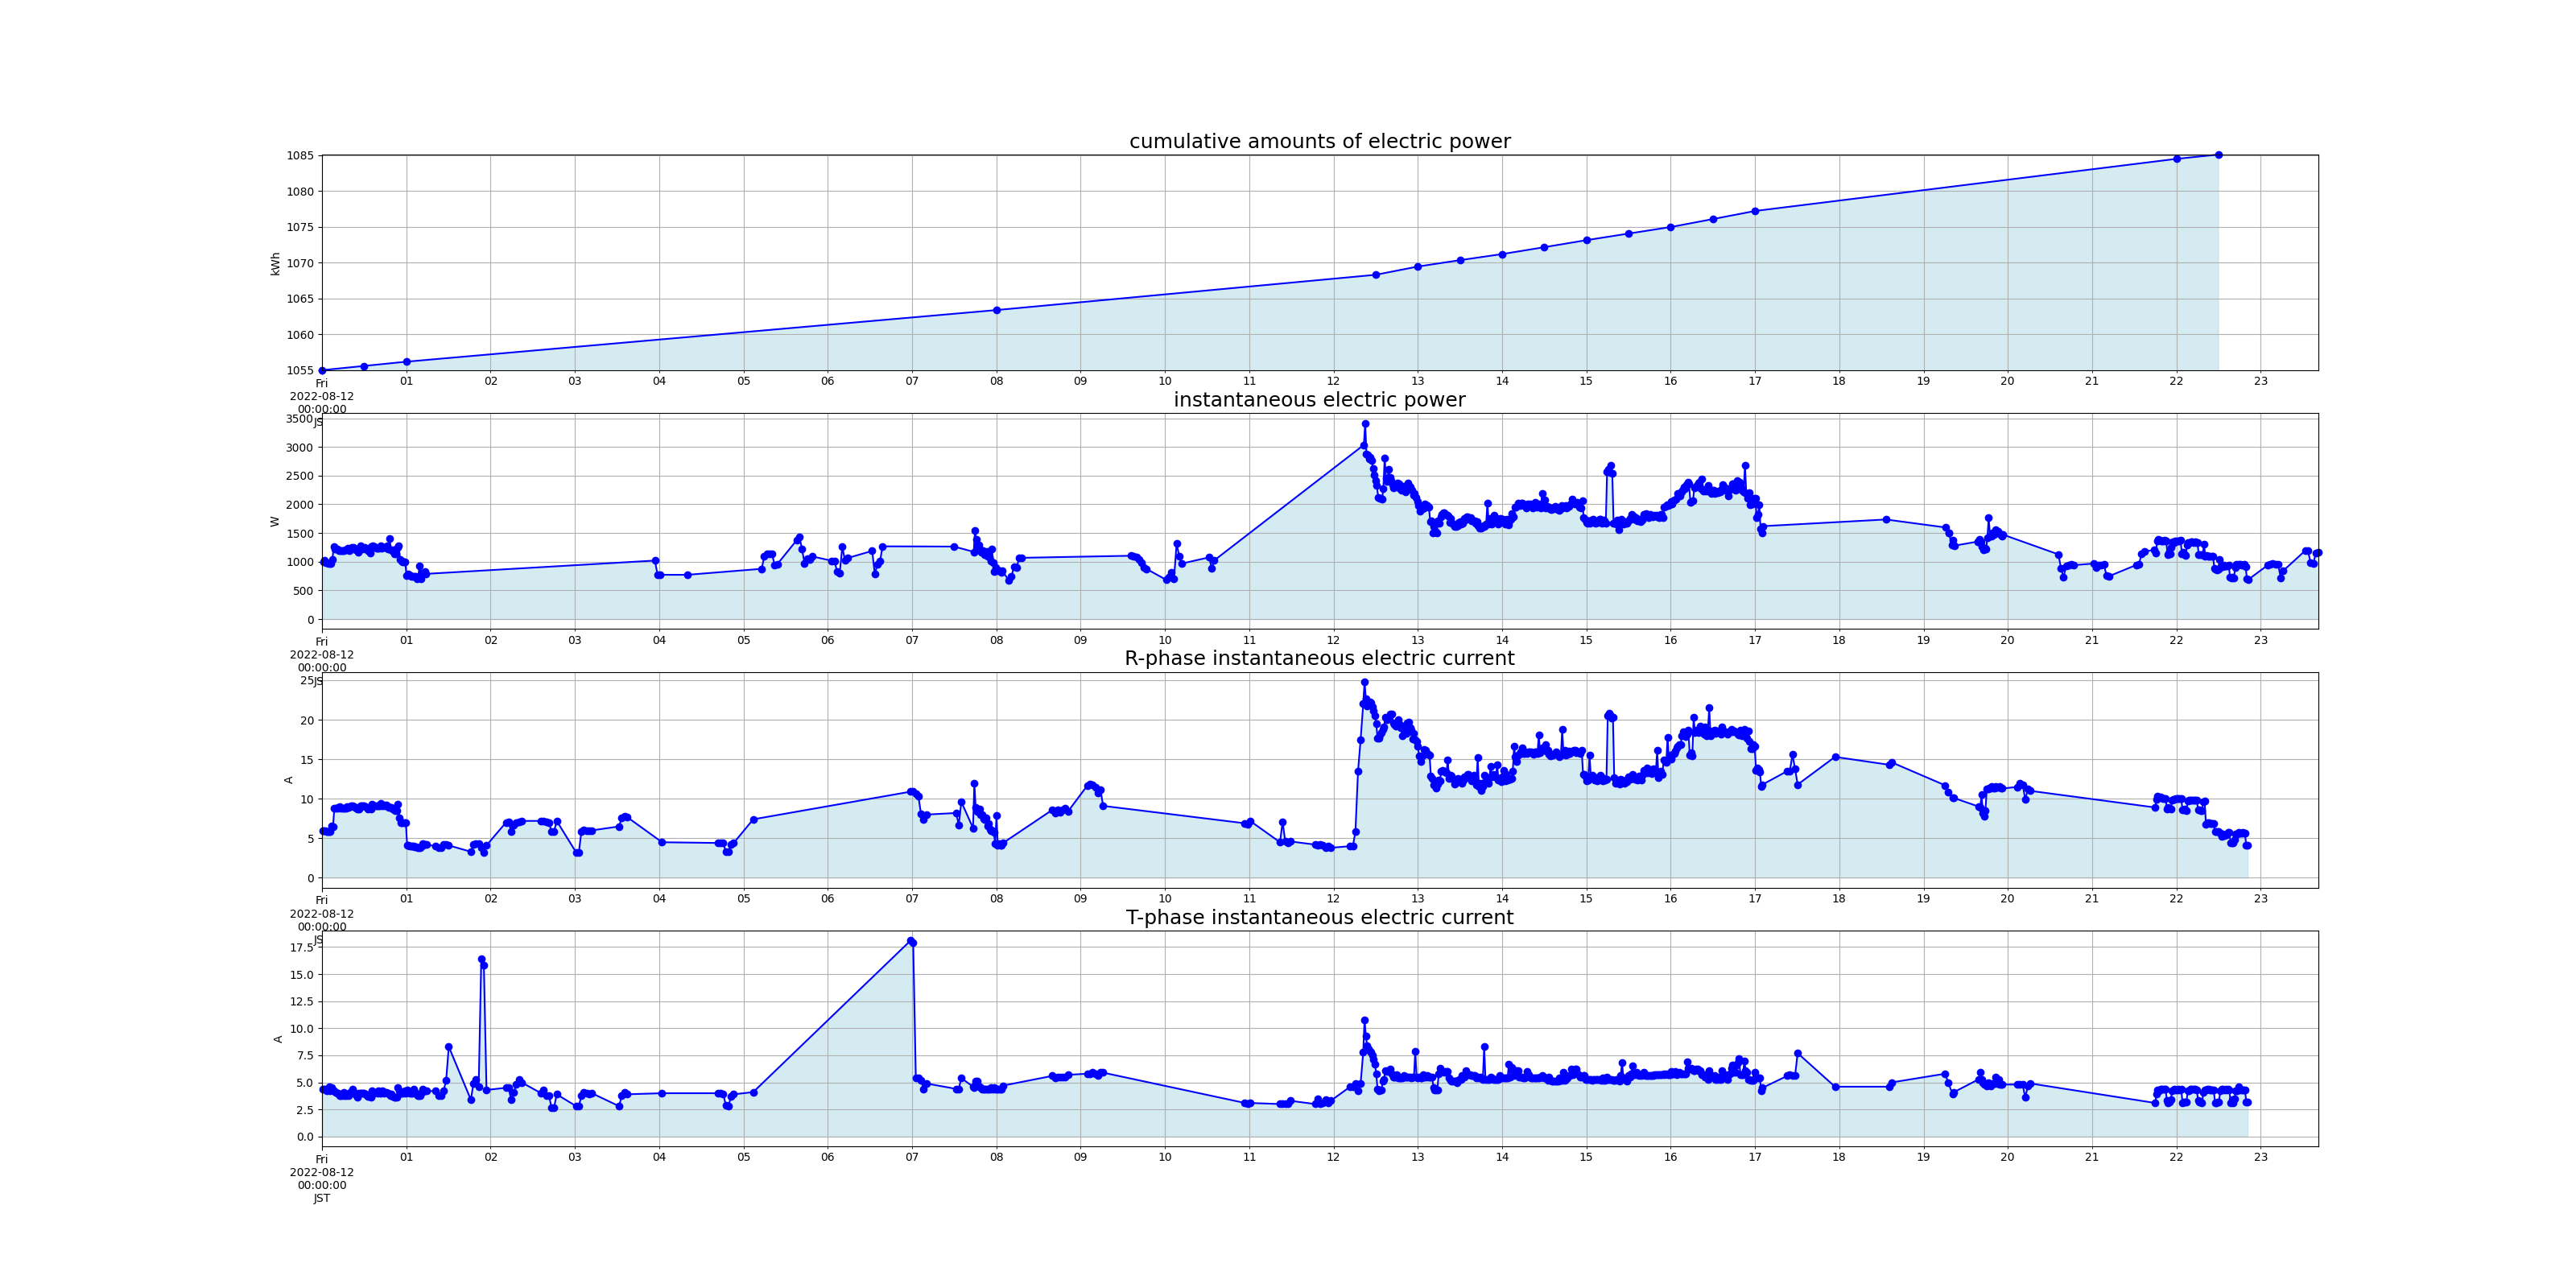 cumulative amounts of electric power
1085
1080
1075
1070
1065
1060
1055
kWh
Fri
2022-08-12
00:00:00
JST
01 02 03 04 05 06 07 08 09 10 11 12 13 14 15 16 17 18 19 20 21 22 23
instantaneous electric power
3500
3000
2500
2000
1500
1000
500
0
W
Fri
2022-08-12
00:00:00
JST
01 02 03 04 05 06 07 08 09 10 11 12 13 14 15 16 17 18 19 20 21 22 23
R-phase instantaneous electric current
25
20
15
10
5
0
A
Fri
2022-08-12
00:00:00
JST
01 02 03 04 05 06 07 08 09 10 11 12 13 14 15 16 17 18 19 20 21 22 23
T-phase instantaneous electric current
17.5
15.0
12.5
10.0
7.5
5.0
2.5
0.0
A
Fri
2022-08-12
00:00:00
JST
01 02 03 04 05 06 07 08 09 10 11 12 13 14 15 16 17 18 19 20 21 22 23